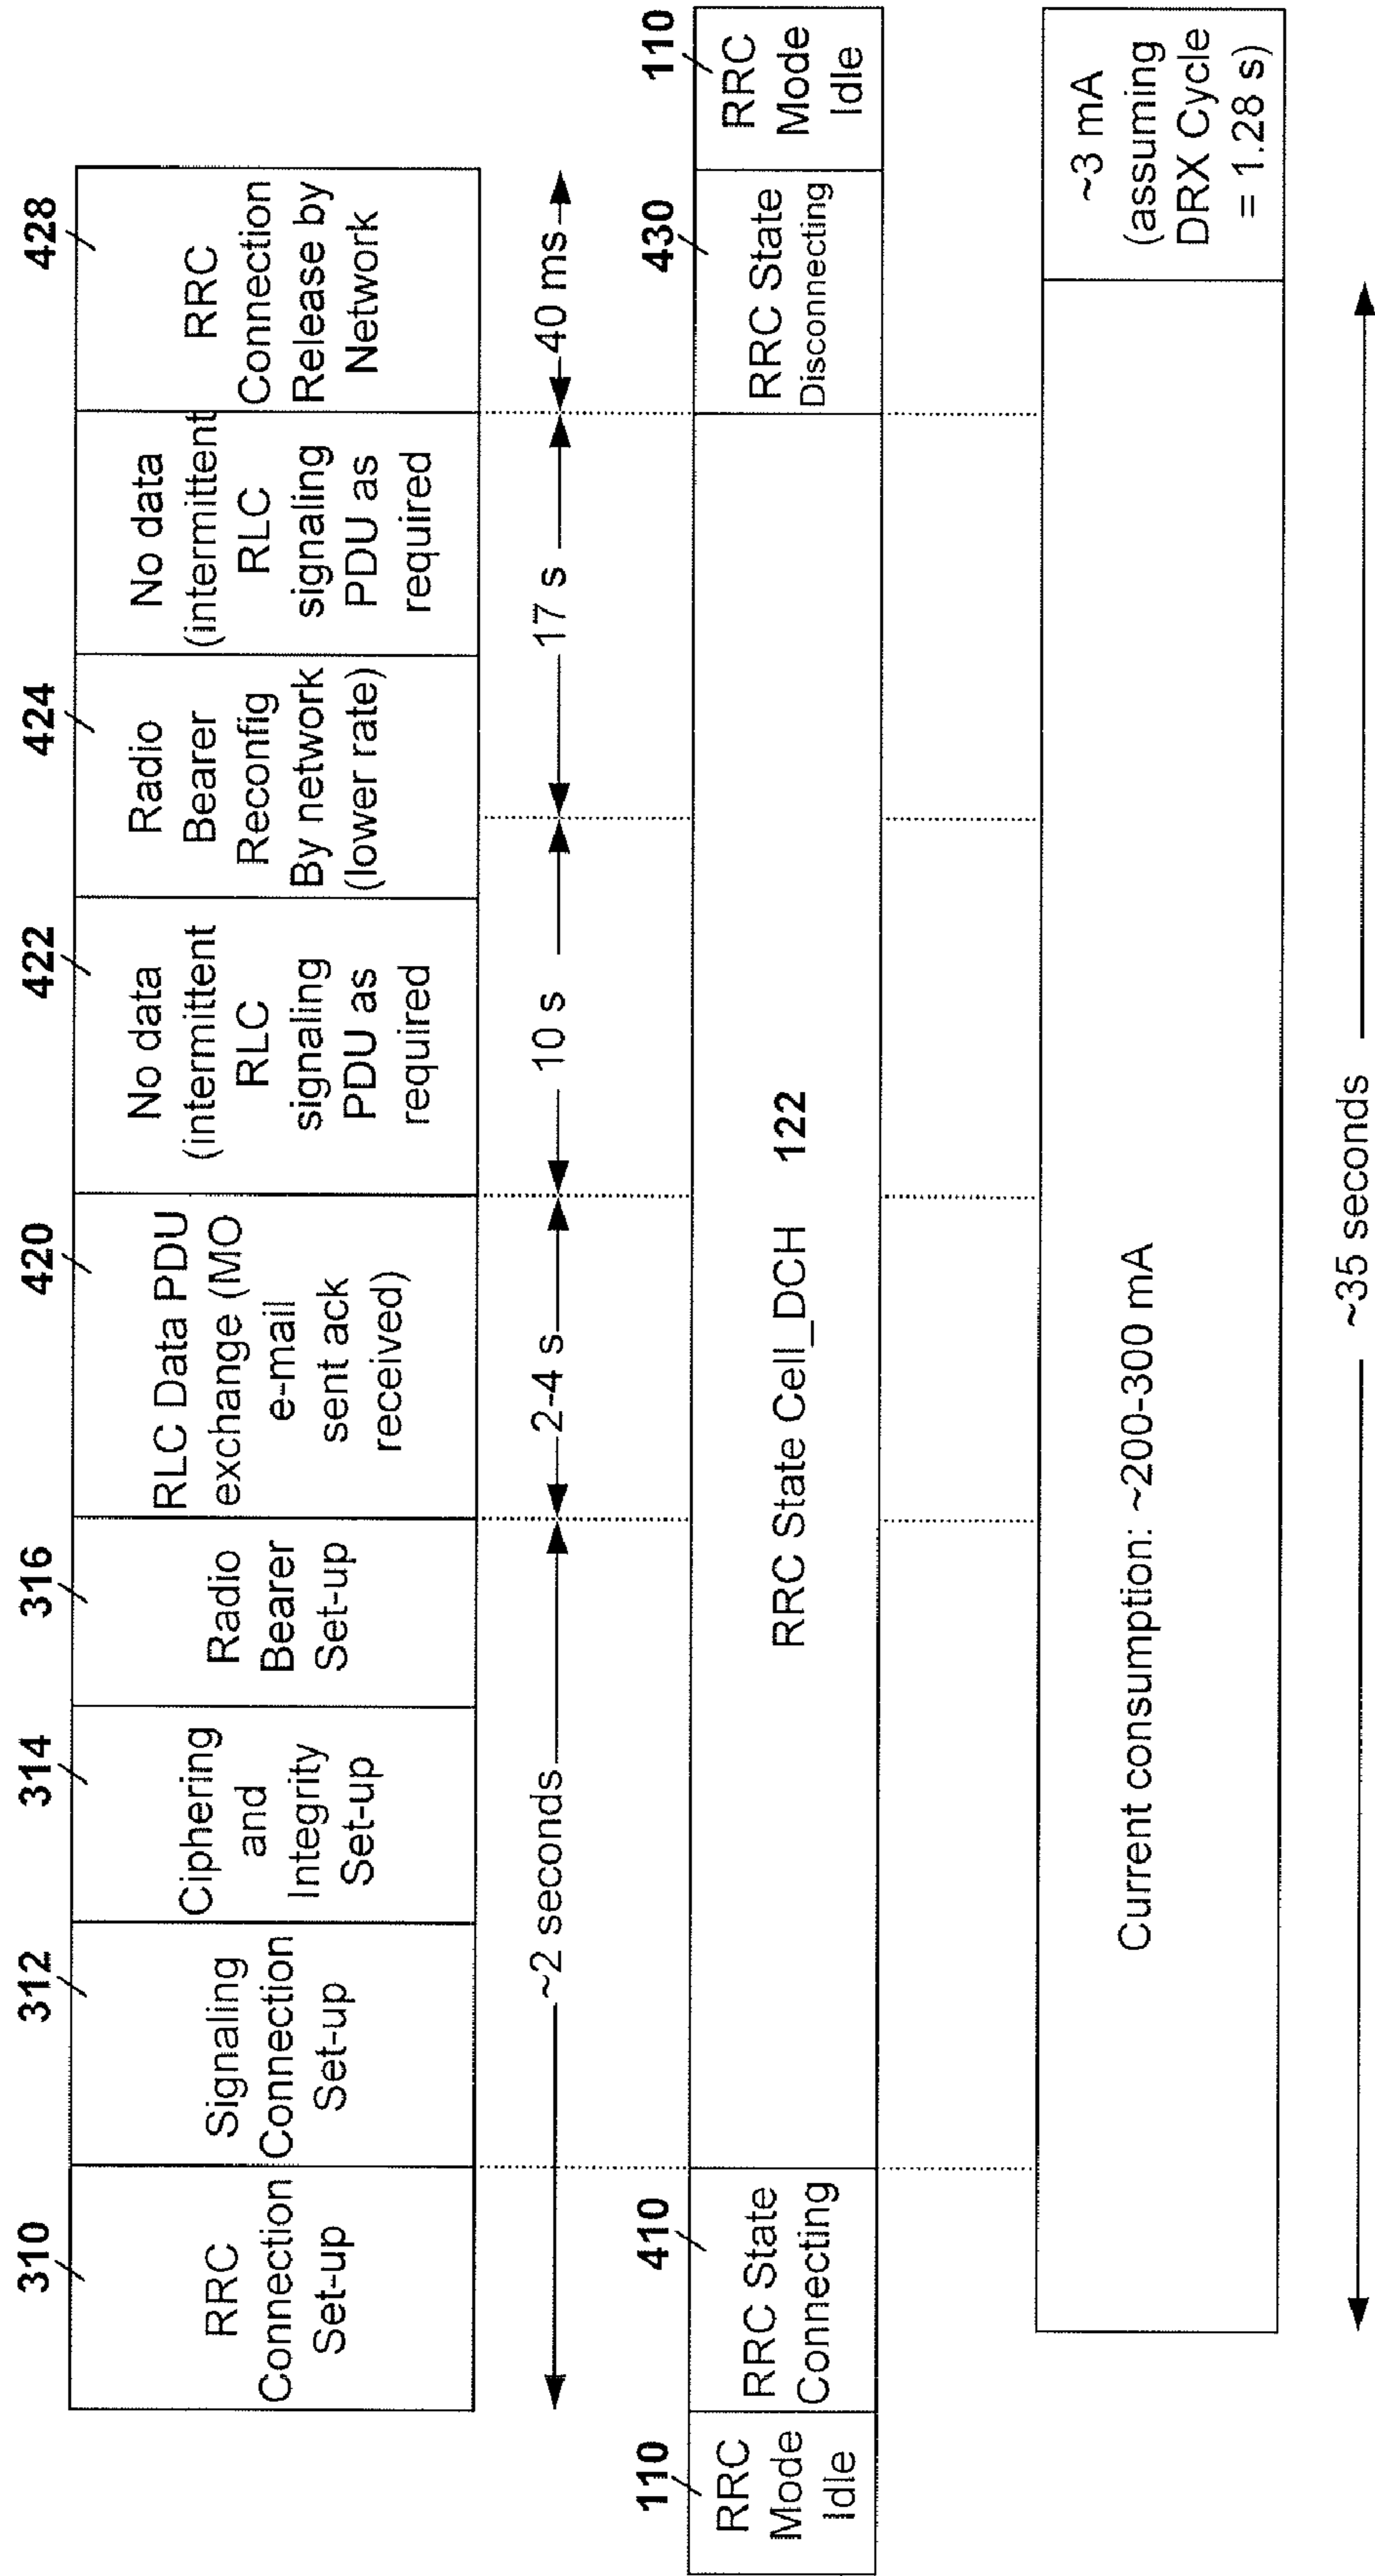 310
312
314
316
420
422
424
428
RRC
Connection
Set-up
Signaling
Connection
Set-up
Ciphering
and
Integrity
Set-up
Radio
Bearer
Set-up
RLC Data PDU
exchange (MO
e-mail
sent ack
received)
No data
(intermittent
RLC
signaling
PDU as
required
Radio
Bearer
Reconfig
By network
(lower rate)
No data
(intermittent
RLC
signaling
PDU as
required
RRC
Connection
Release by
Network
~2 seconds
2-4 s
10 s
17 s
40 ms
110
410
430
110
RRC
Mode
Idle
RRC State
Connecting
RRC State Cell_DCH 122
RRC State
Disconnecting
RRC
Mode
Idle
Current consumption: ~200-300 mA
~3 mA
(assuming
DRX Cycle
= 1.28 s)
~35 seconds